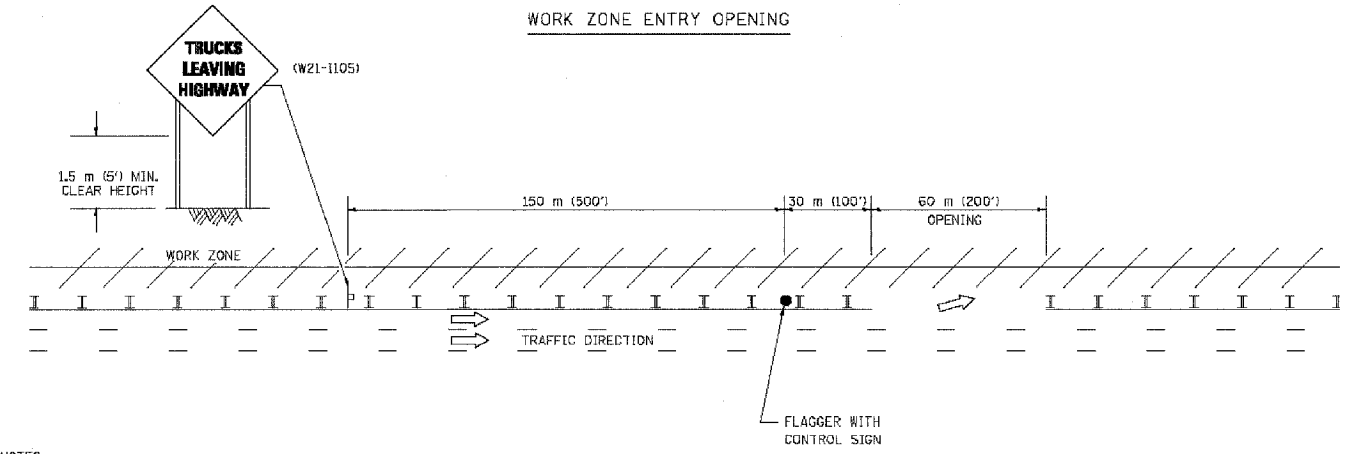 WORK ZONE ENTRY OPENING
TRUCKS
LEAVING
HIGHWAY
(W21-I105)
1.5 m (5') MIN.
CLEAR HEIGHT
150 m (500')
30 m (100')
60 m (200')
OPENING
WORK ZONE
TRAFFIC DIRECTION
FLAGGER WITH
CONTROL SIGN